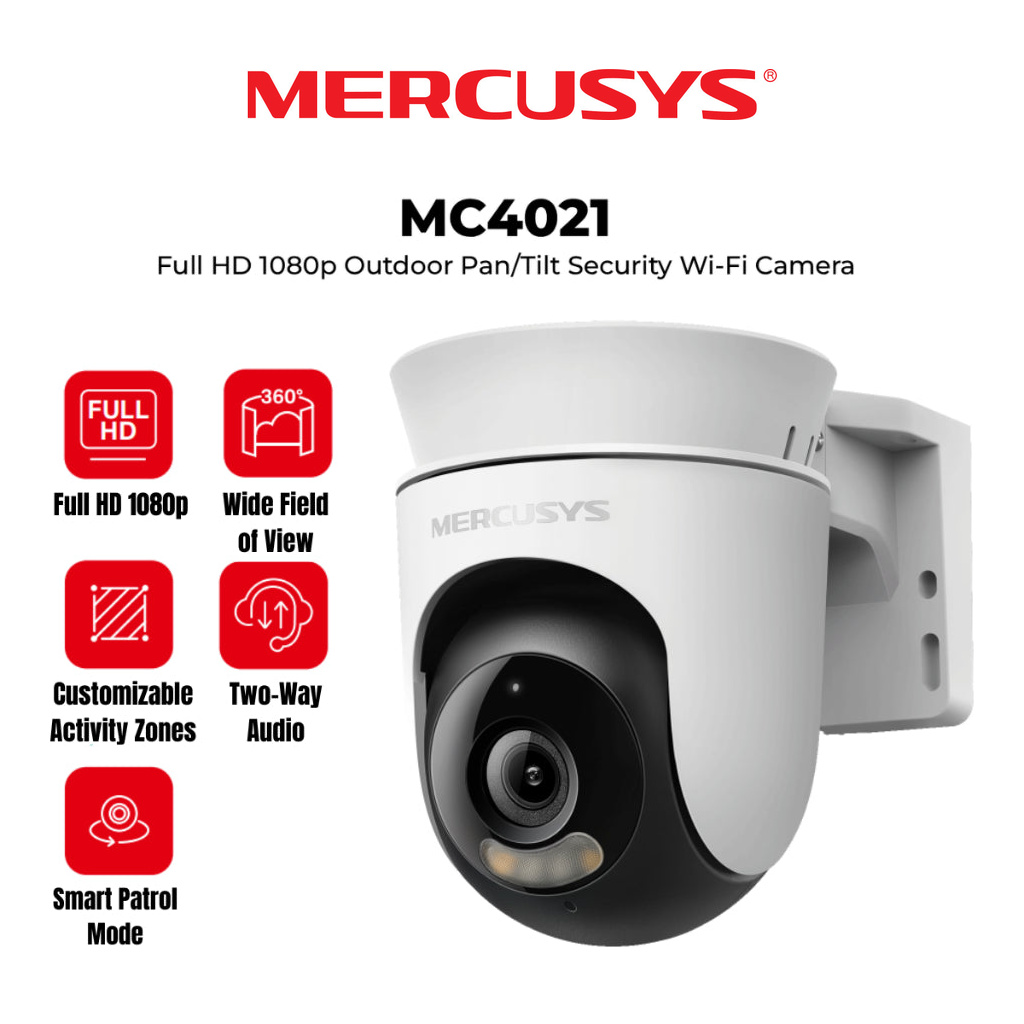 MERCUSYS®
MC4021
Full HD 1080p Outdoor Pan/Tilt Security Wi-Fi Camera
FULL
HD
Full HD 1080p
360°
Wide Field
of View
Customizable
Activity Zones
Two-Way
Audio
Smart Patrol
Mode
MERCUSYS